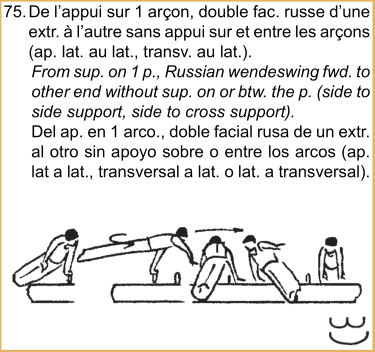 75. De l'appui sur 1 arçon, double fac. russe d'une
extr. à l'autre sans appui sur et entre les arçons
(ap. lat. au lat., transv. au lat.).
From sup. on 1 p., Russian wendeswing fwd. to
other end without sup. on or btw. the p. (side to
side support, side to cross support).
Del ap. en 1 arco., doble facial rusa de un extr.
al otro sin apoyo sobre o entre los arcos (ap.
lat a lat., transversal a lat. o lat. a transversal).